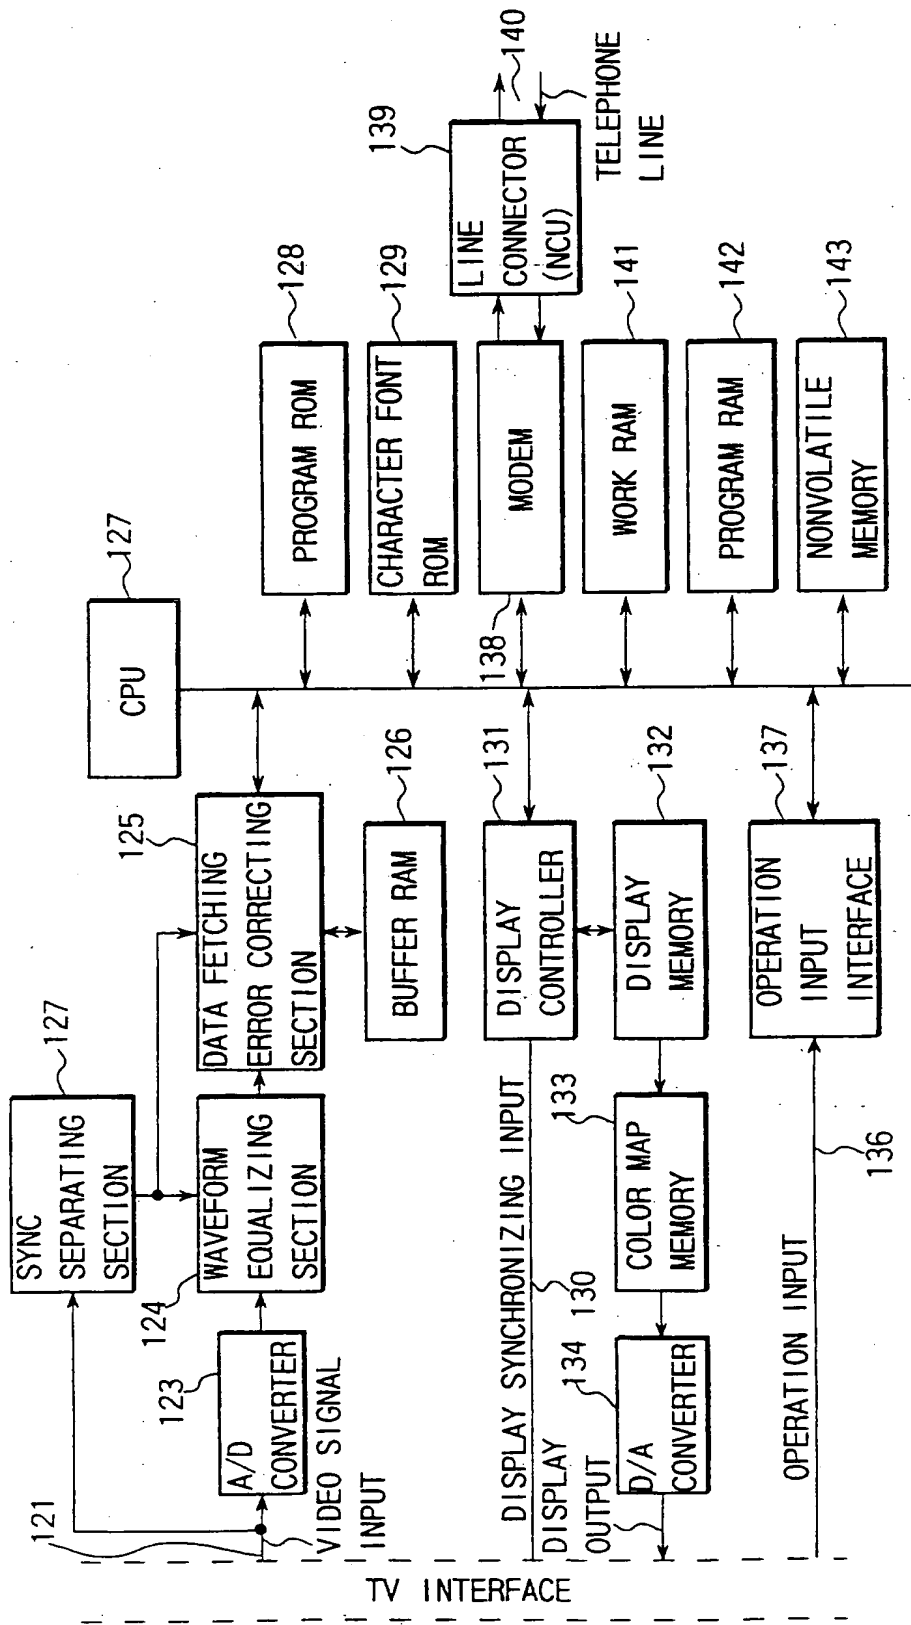 127
SYNC
SEPARATING
SECTION
127
CPU
121
123
A/D
CONVERTER
VIDEO SIGNAL
INPUT
124
WAVEFORM
EQUALIZING
SECTION
125
DATA FETCHING
ERROR CORRECTING
SECTION
126
BUFFER RAM
128
PROGRAM ROM
129
CHARACTER FONT
ROM
138
MODEM
139
LINE
CONNECTOR
(NCU)
140
TELEPHONE
LINE
141
WORK RAM
142
PROGRAM RAM
143
NONVOLATILE
MEMORY
DISPLAY SYNCHRONIZING INPUT
130
131
DISPLAY
CONTROLLER
132
DISPLAY
MEMORY
133
COLOR MAP
MEMORY
134
D/A
CONVERTER
DISPLAY
OUTPUT
OPERATION INPUT
136
137
OPERATION
INPUT
INTERFACE
TV INTERFACE